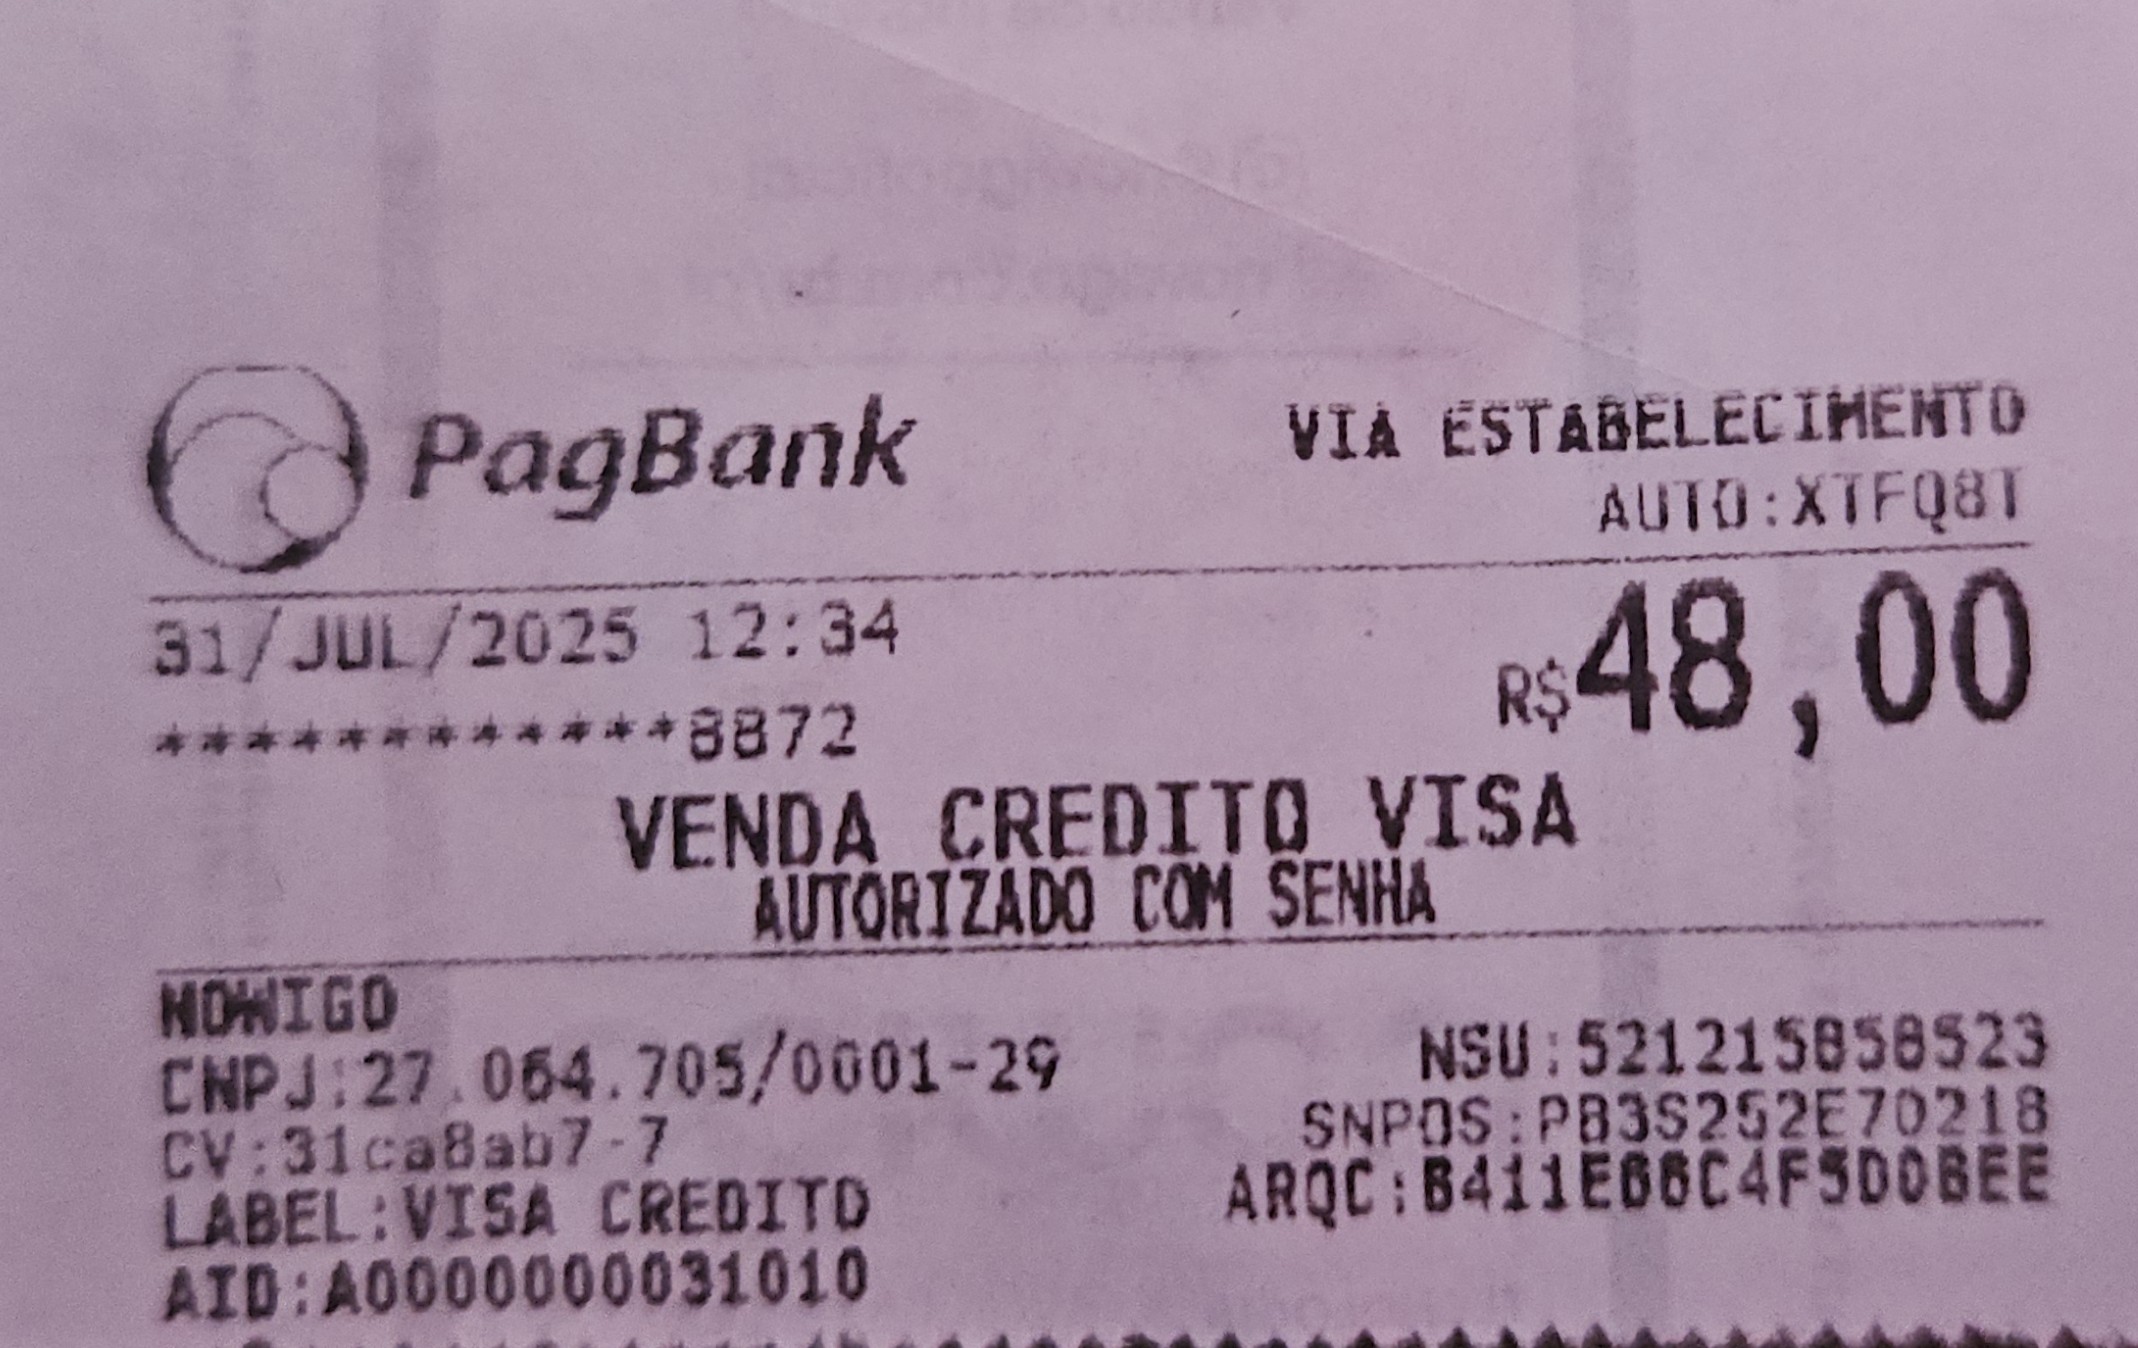 PagBank
VIA ESTABELECIMENTO
AUTO:XTFQ8T
31/JUL/2025 12:34
R$48,00
************8872
VENDA CREDITO VISA
AUTORIZADO COM SENHA
NOWIGO
CNPJ:27.064.705/0001-29
NSU:521215858523
CV:31ca8ab7-7
SNPOS:PB3S252E70218
LABEL:VISA CREDITO
AID:A0000000031010